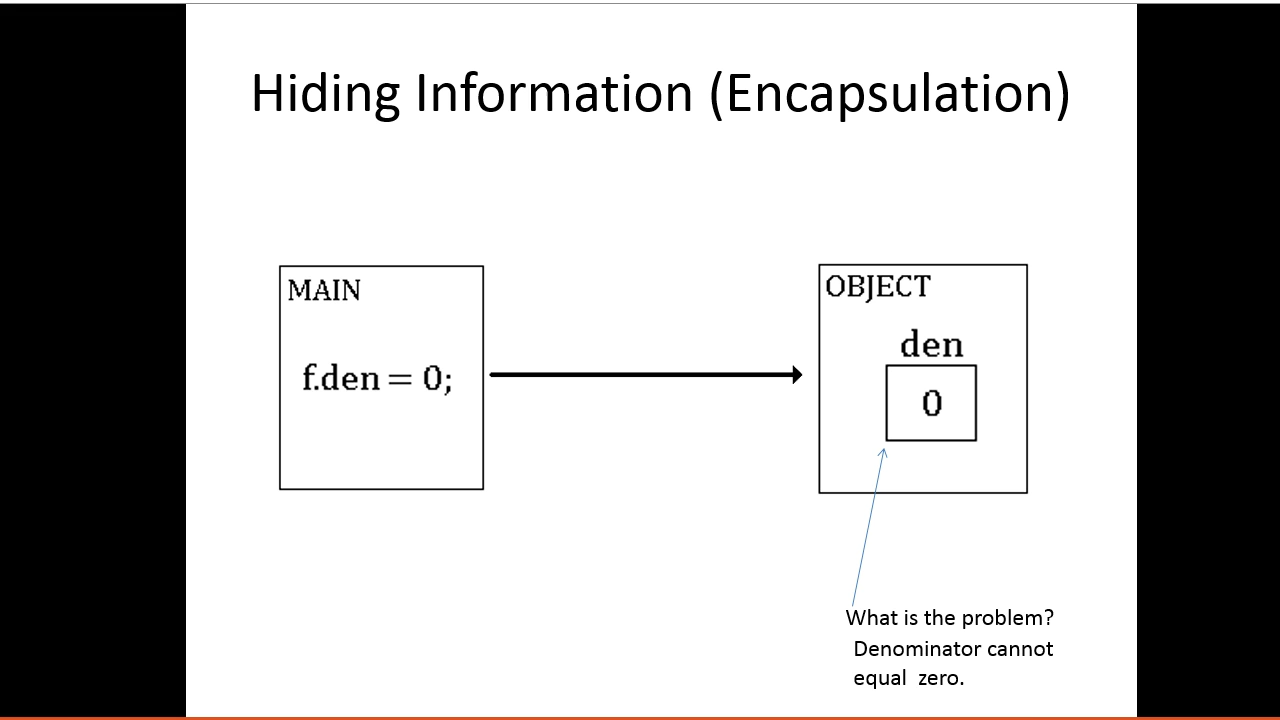 Hiding Information (Encapsulation)
MAIN
f.den = 0;
OBJECT
den
0
What is the problem?
Denominator cannot
equal zero.